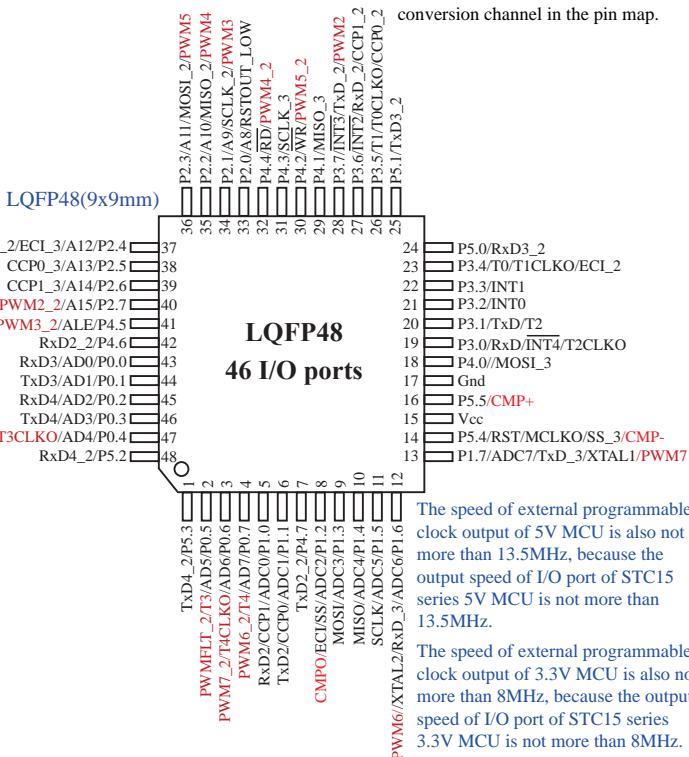 conversion channel in the pin map.
P2.3/A11/MOSI_2/PWM5
P2.2/A10/MISO_2/PWM4
P2.1/A9/SCLK_2/PWM3
P2.0/A8/RSTOUT_LOW
P4.4/RD/PWM4_2
P4.3/SCLK_3
P4.2/WR/PWM5_2
P4.1/MISO_3
P3.7/INT3/TxD_2/PWM2
P3.6/INT2/RxD_2/CCP1_2
P3.5/T1/T0CLKO/CCP0_2
P5.1/TxD3_2
LQFP48(9x9mm)
36 35 34 33 32 31 30 29 28 27 26 25
_2/ECI_3/A12/P2.4 37
CCP0_3/A13/P2.5 38
CCP1_3/A14/P2.6 39
PWM2_2/A15/P2.7 40
PWM3_2/ALE/P4.5 41
RxD2_2/P4.6 42
RxD3/AD0/P0.0 43
TxD3/AD1/P0.1 44
RxD4/AD2/P0.2 45
TxD4/AD3/P0.3 46
T3CLKO/AD4/P0.4 47
RxD4_2/P5.2 48
LQFP48
46 I/O ports
24 P5.0/RxD3_2
23 P3.4/T0/T1CLKO/ECI_2
22 P3.3/INT1
21 P3.2/INT0
20 P3.1/TxD/T2
19 P3.0/RxD/INT4/T2CLKO
18 P4.0//MOSI_3
17 Gnd
16 P5.5/CMP+
15 Vcc
14 P5.4/RST/MCLKO/SS_3/CMP-
13 P1.7/ADC7/TxD_3/XTAL1/PWM7
1 2 3 4 5 6 7 8 9 10 11 12
TxD4_2/P5.3
PWMFLT_2/T3/AD5/P0.5
PWM7_2/T4CLKO/AD6/P0.6
PWM6_2/T4/AD7/P0.7
RxD2/CCP1/ADC0/P1.0
TxD2/CCP0/ADC1/P1.1
TxD2_2/P4.7
CMPO/ECI/SS/ADC2/P1.2
MOSI/ADC3/P1.3
MISO/ADC4/P1.4
SCLK/ADC5/P1.5
PWM6//XTAL2/RxD_3/ADC6/P1.6
The speed of external programmable
clock output of 5V MCU is also not
more than 13.5MHz, because the
output speed of I/O port of STC15
series 5V MCU is not more than
13.5MHz.
The speed of external programmable
clock output of 3.3V MCU is also no
more than 8MHz, because the output
speed of I/O port of STC15 series
3.3V MCU is not more than 8MHz.